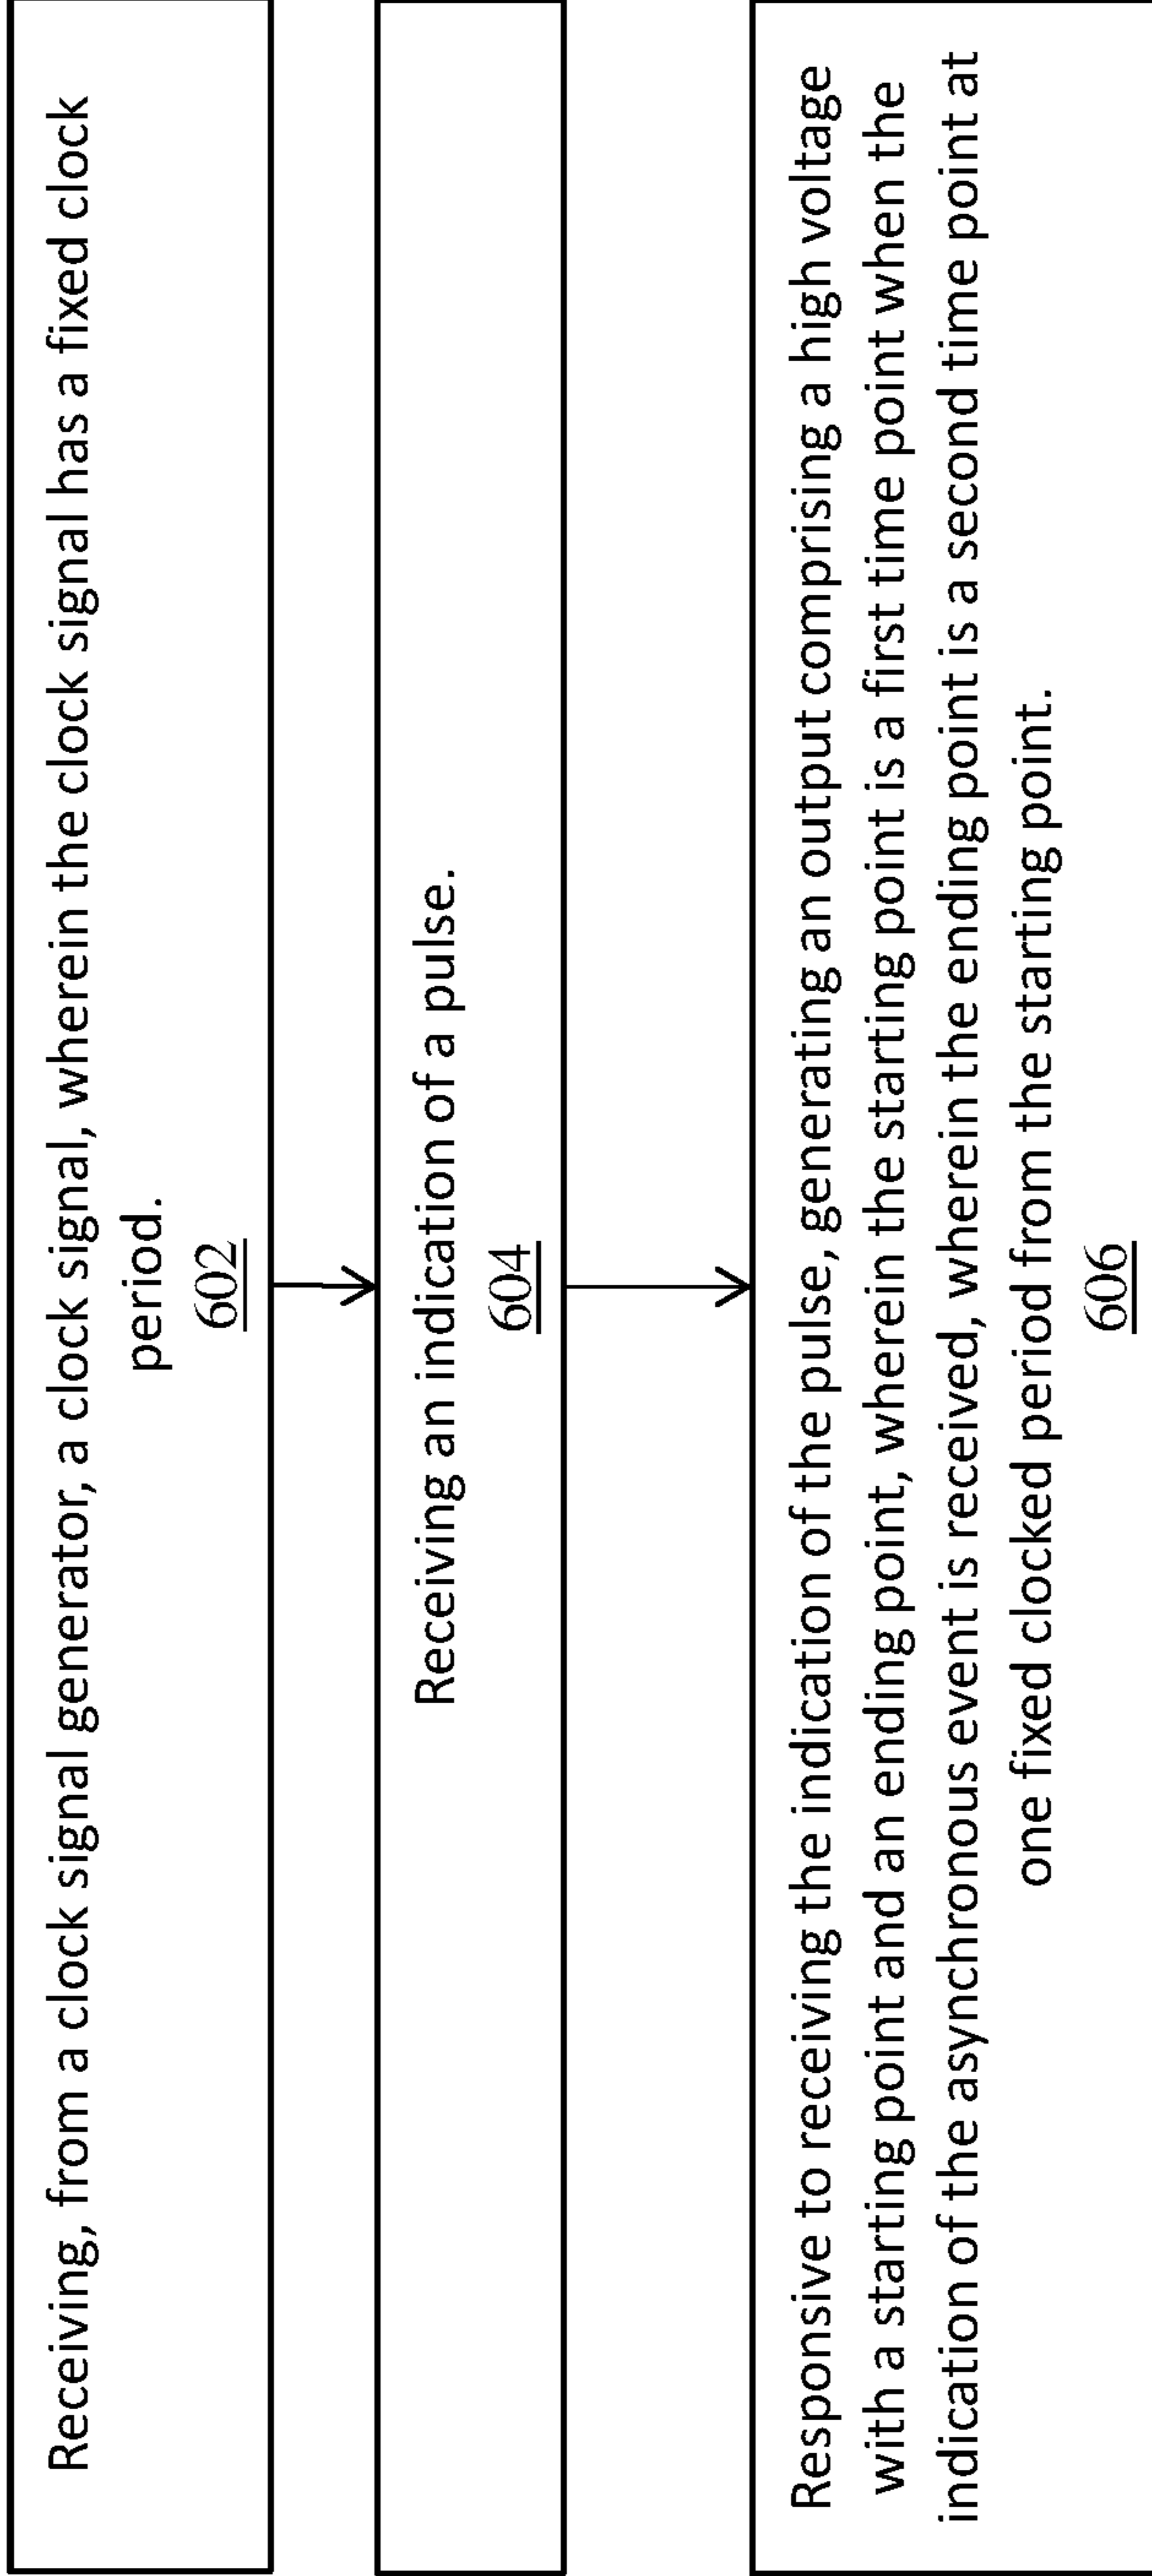 Receiving, from a clock signal generator, a clock signal, wherein the clock signal has a fixed clock
period.
602
Receiving an indication of a pulse.
604
Responsive to receiving the indication of the pulse, generating an output comprising a high voltage
with a starting point and an ending point, wherein the starting point is a first time point when the
indication of the asynchronous event is received, wherein the ending point is a second time point at
one fixed clocked period from the starting point.
606